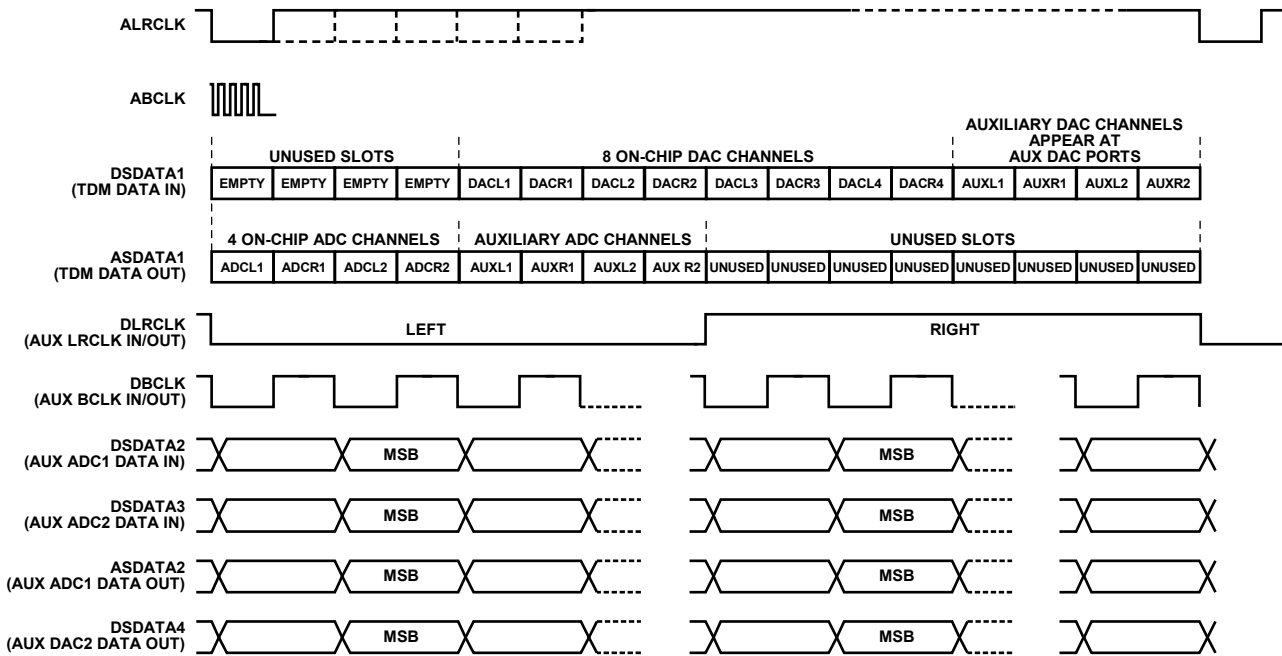 ALRCLK
ABCLK
AUXILIARY DAC CHANNELS
APPEAR AT
AUX DAC PORTS
UNUSED SLOTS
8 ON-CHIP DAC CHANNELS
DSDATA1
(TDM DATA IN)
EMPTY EMPTY EMPTY EMPTY DACL1 DACR1 DACL2 DACR2 DACL3 DACR3 DACL4 DACR4 AUXL1 AUXR1 AUXL2 AUXR2
4 ON-CHIP ADC CHANNELS
AUXILIARY ADC CHANNELS
UNUSED SLOTS
ASDATA1
(TDM DATA OUT)
ADCL1 ADCR1 ADCL2 ADCR2 AUXL1 AUXR1 AUXL2 AUX R2 UNUSED UNUSED UNUSED UNUSED UNUSED UNUSED UNUSED UNUSED
DLRCLK
(AUX LRCLK IN/OUT)
LEFT
RIGHT
DBCLK
(AUX BCLK IN/OUT)
DSDATA2
(AUX ADC1 DATA IN)
MSB
MSB
DSDATA3
(AUX ADC2 DATA IN)
MSB
MSB
ASDATA2
(AUX ADC1 DATA OUT)
MSB
MSB
DSDATA4
(AUX DAC2 DATA OUT)
MSB
MSB